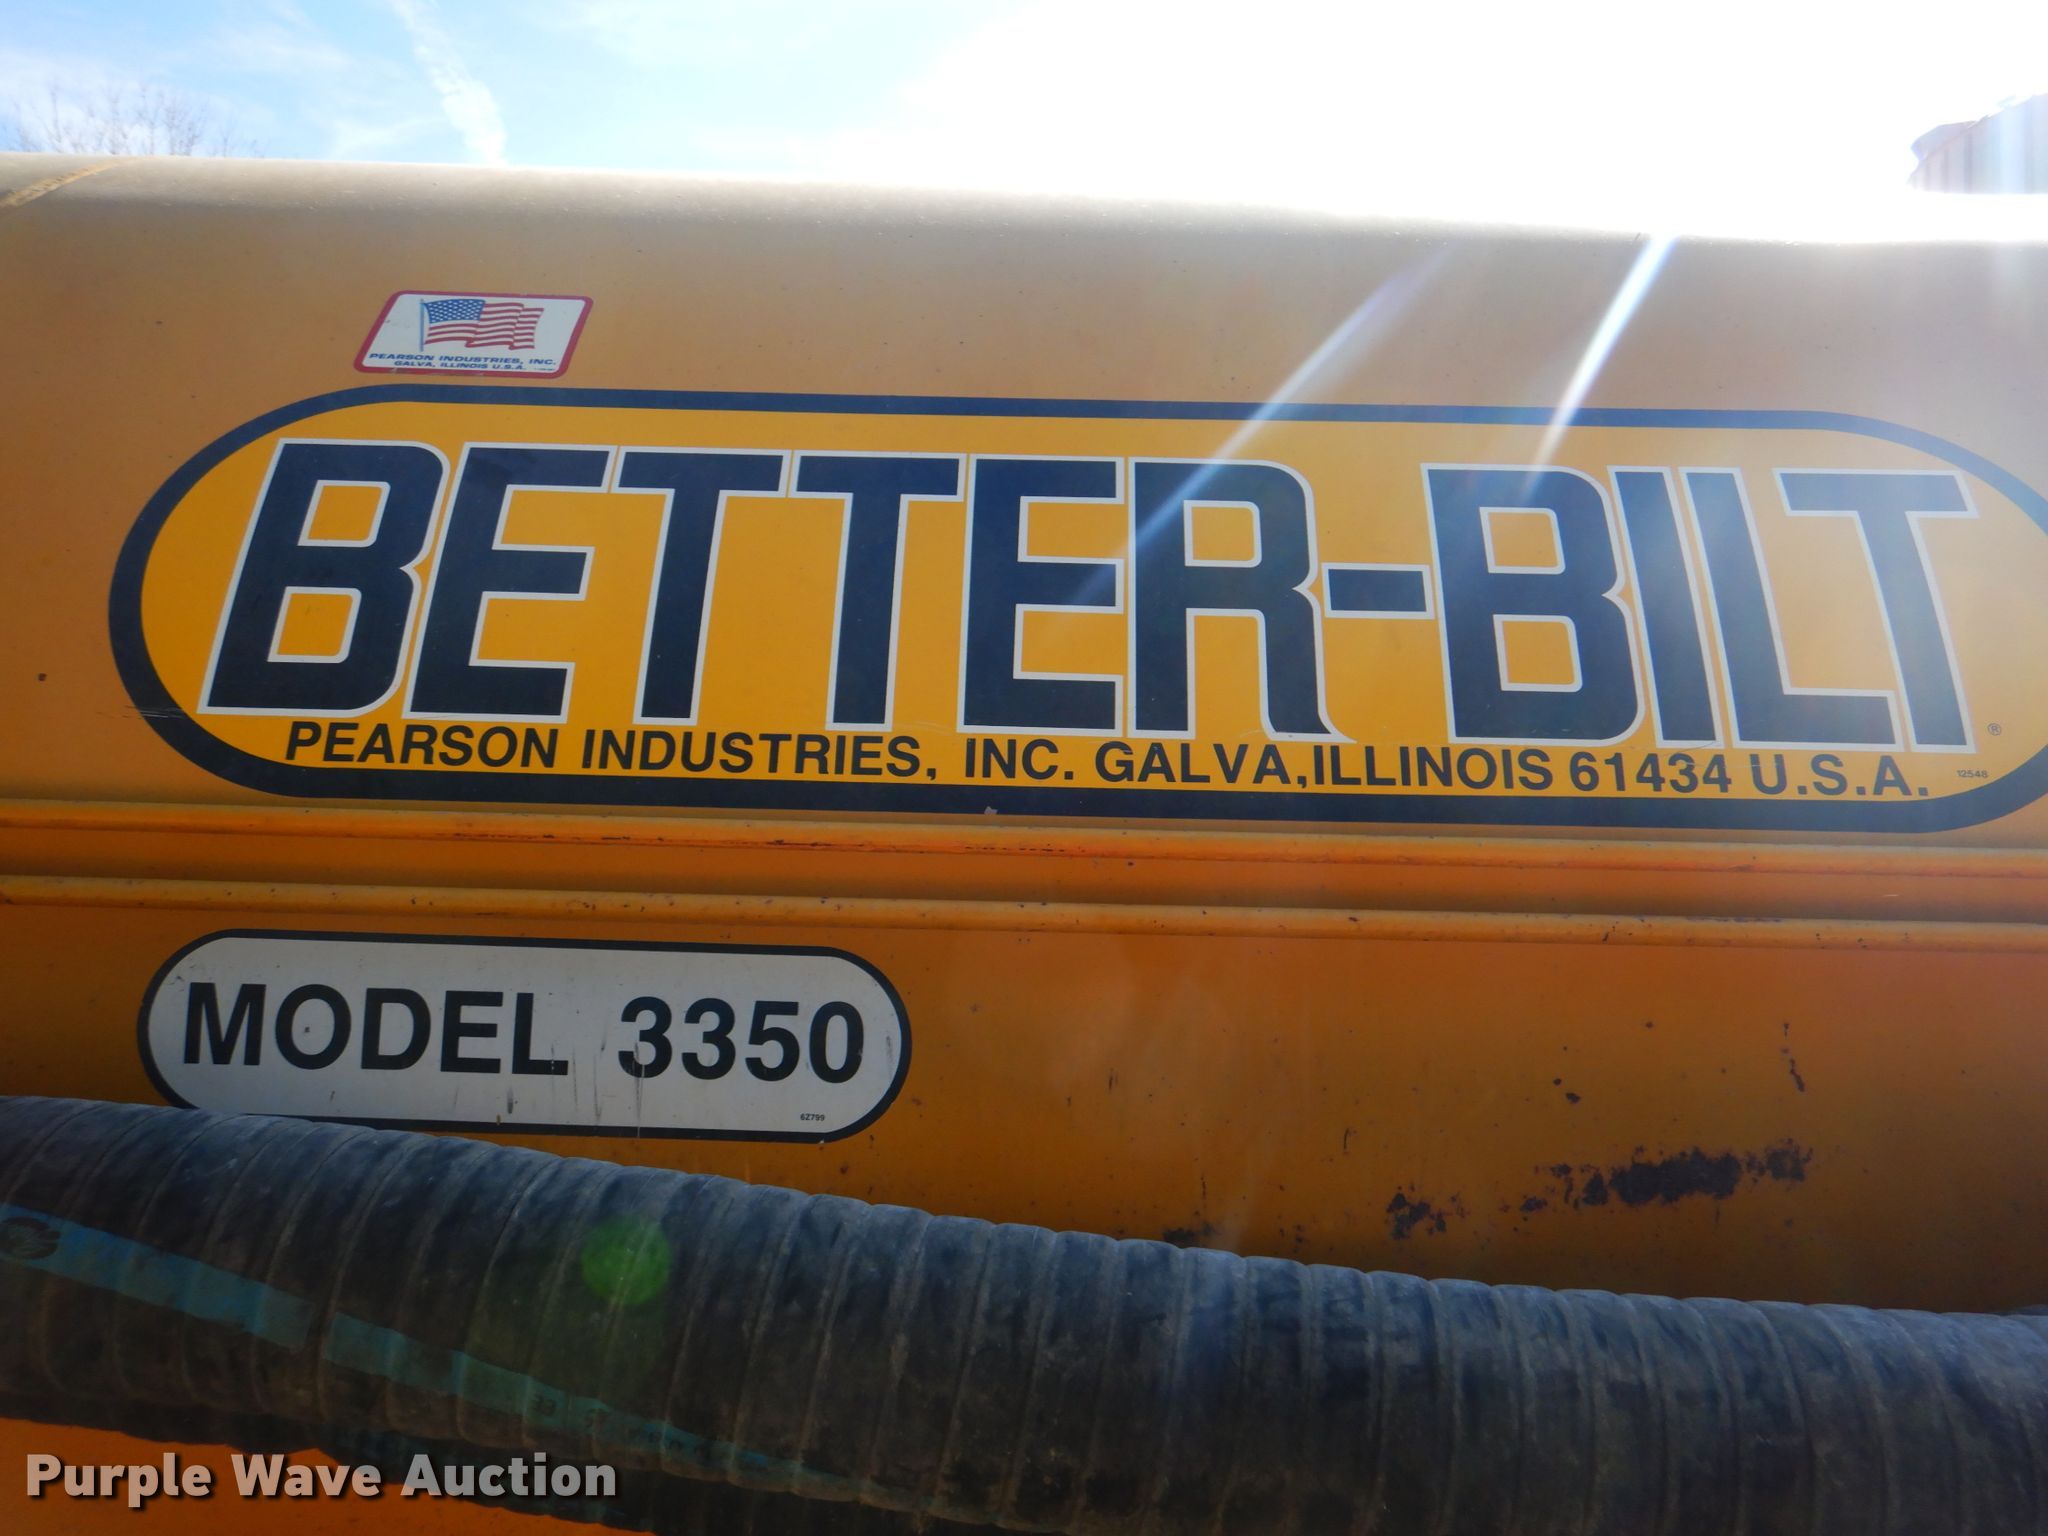 PEARSON INDUSTRIES, INC.
GALVA, ILLINOIS U.S.A.
BETTER-BILT®
PEARSON INDUSTRIES, INC. GALVA, ILLINOIS 61434 U.S.A.
12548
MODEL 3350
6Z799
Purple Wave Auction